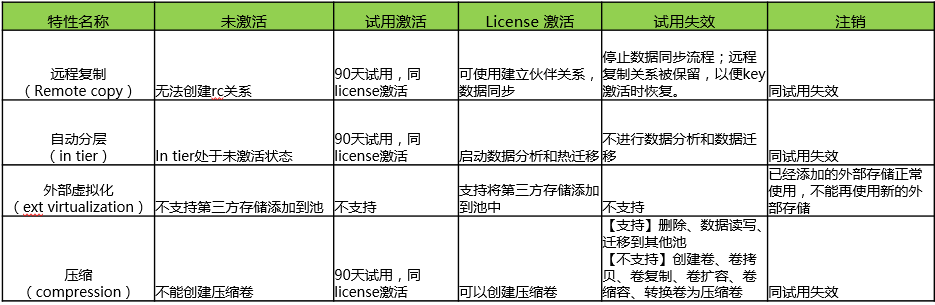 特性名称 未激活 试用激活 License 激活 试用失效 注销
远程复制
（Remote copy）
无法创建rc关系
90天试用，同
license激活
可使用建立伙伴关系，
数据同步
停止数据同步流程；远程
复制关系被保留，以便key
激活时恢复。
同试用失效
自动分层
（in tier）
In tier处于未激活状态
90天试用，同
license激活
启动数据分析和热迁移
不进行数据分析和数据迁
移
同试用失效
外部虚拟化
（ext virtualization）
不支持第三方存储添加到池
不支持
支持将第三方存储添加
到池中
不支持
已经添加的外部存储正常
使用，不能再使用新的外
部存储
压缩
（compression）
不能创建压缩卷
90天试用，同
license激活
可以创建压缩卷
【支持】删除、数据读写、
迁移到其他池
【不支持】创建卷、卷拷
贝、卷复制、卷扩容、卷
缩容、转换卷为压缩卷
同试用失效